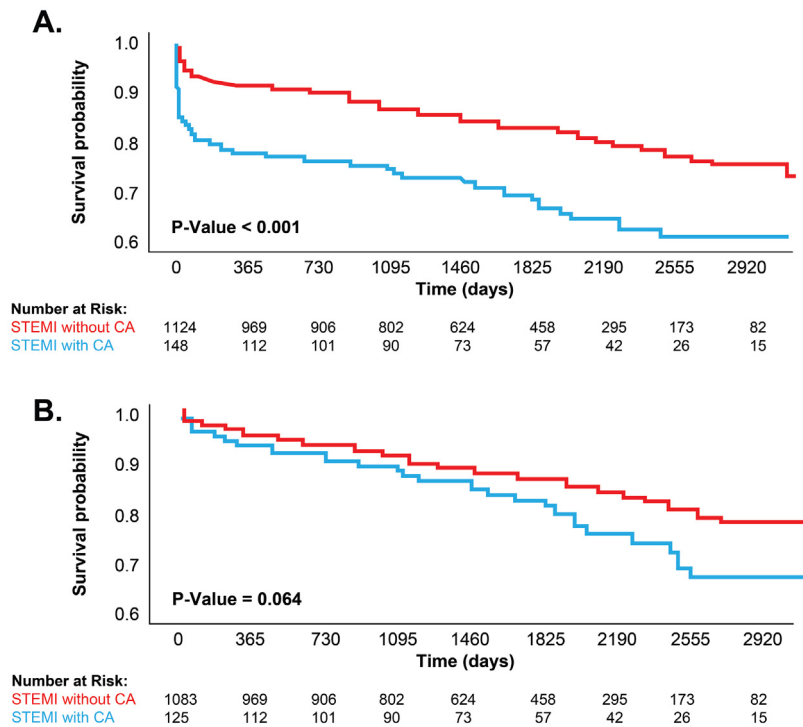 A.
1.0
0.9
0.8
0.7
0.6
Survival probability
P-Value < 0.001
0 365 730 1095 1460 1825 2190 2555 2920
Time (days)
Number at Risk:
STEMI without CA 1124 969 906 802 624 458 295 173 82
STEMI with CA 148 112 101 90 73 57 42 26 15
B.
1.0
0.9
0.8
0.7
0.6
Survival probability
P-Value = 0.064
0 365 730 1095 1460 1825 2190 2555 2920
Time (days)
Number at Risk:
STEMI without CA 1083 969 906 802 624 458 295 173 82
STEMI with CA 125 112 101 90 73 57 42 26 15